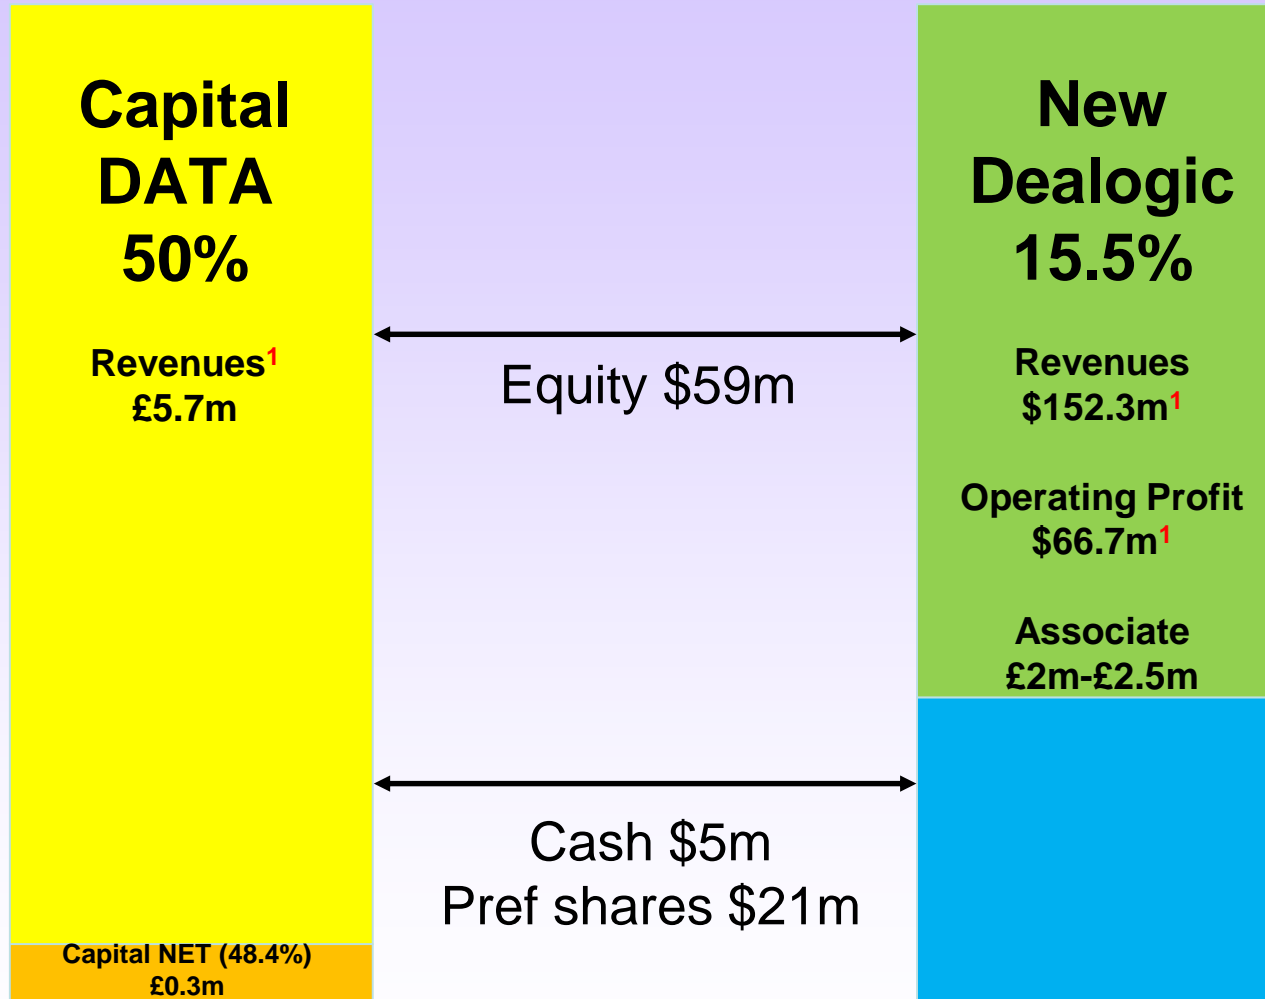 Capital
DATA
50%
Revenues¹
£5.7m
Capital NET (48.4%)
£0.3m
Equity $59m
Cash $5m
Pref shares $21m
New
Dealogic
15.5%
Revenues
$152.3m¹
Operating Profit
$66.7m¹
Associate
£2m-£2.5m